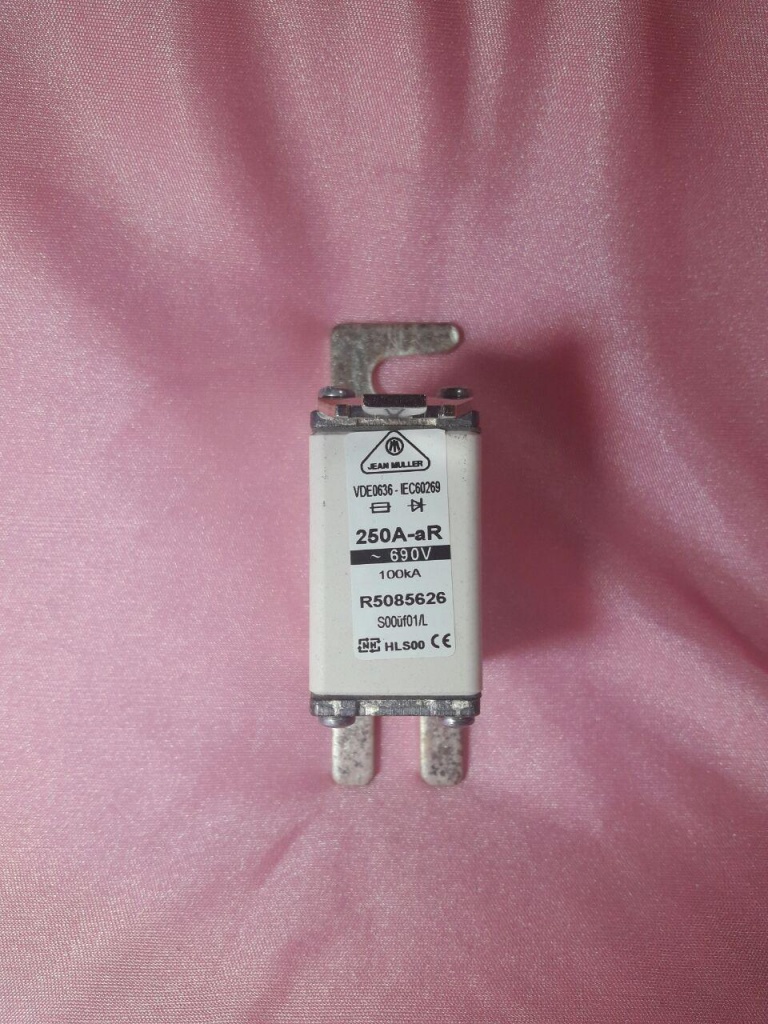 JEAN MULLER
VDE0636 - IEC60269
250A-aR
~ 690V
100kA
R5085626
S00üf01/L
NH HLS00 CE